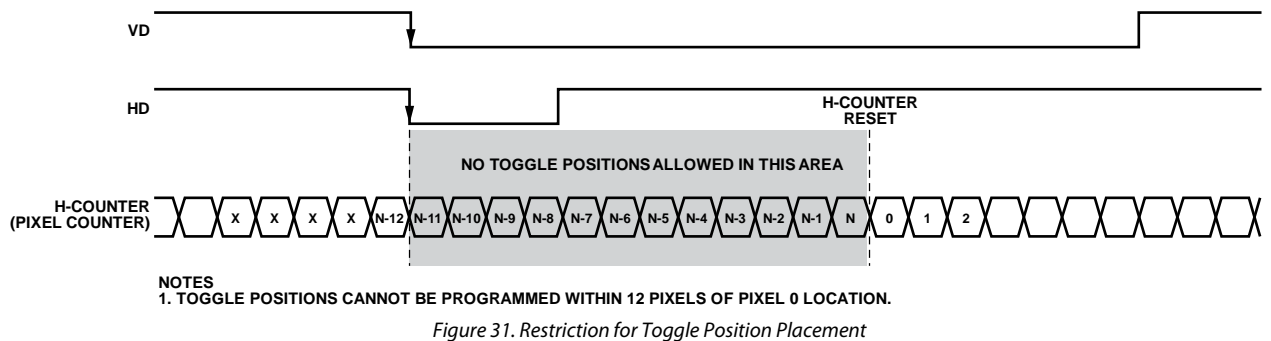 VD
HD
H-COUNTER
RESET
NO TOGGLE POSITIONS ALLOWED IN THIS AREA
H-COUNTER
(PIXEL COUNTER)
X X X X N-12 N-11 N-10 N-9 N-8 N-7 N-6 N-5 N-4 N-3 N-2 N-1 N 0 1 2
NOTES
1. TOGGLE POSITIONS CANNOT BE PROGRAMMED WITHIN 12 PIXELS OF PIXEL 0 LOCATION.
Figure 31. Restriction for Toggle Position Placement